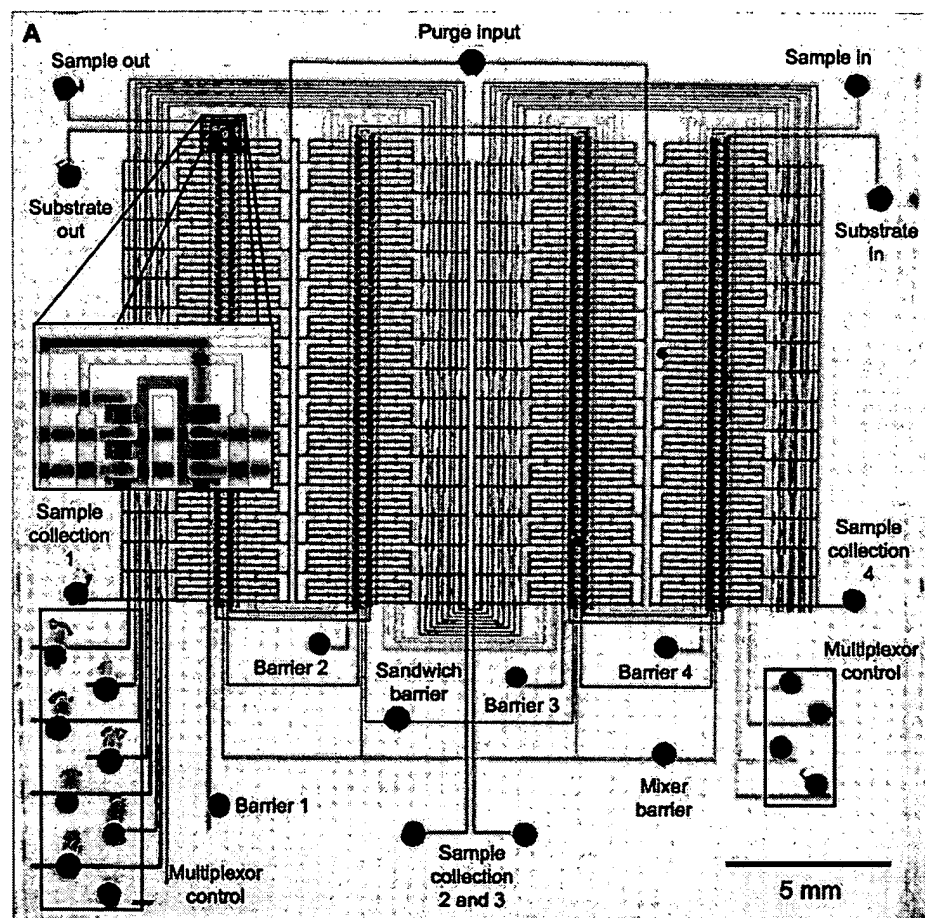 A
Purge input
Sample out
Sample in
Substrate
out
Substrate
in
Sample
collection
1
Sample
collection
4
Barrier 2
Sandwich
barrier
Barrier 3
Barrier 4
Multiplexor
control
Barrier 1
Mixer
barrier
Multiplexor
control
Sample
collection
2 and 3
5 mm